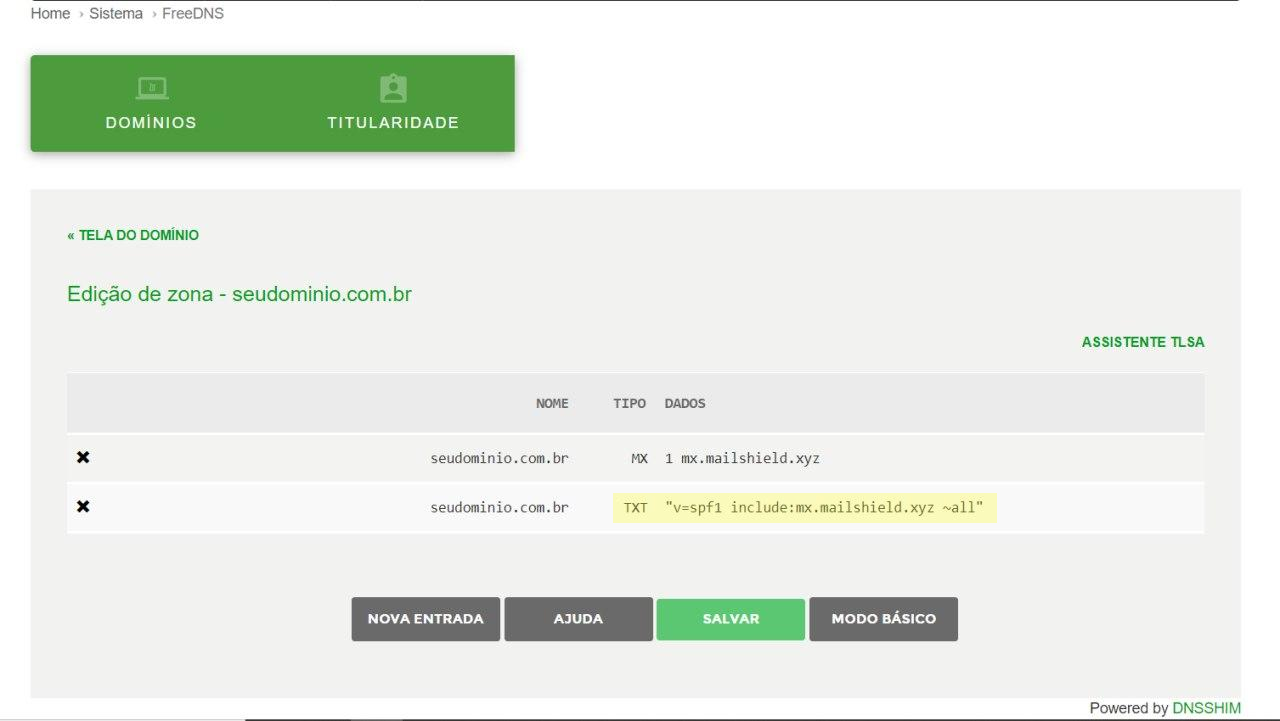 Home › Sistema › FreeDNS
DOMÍNIOS TITULARIDADE
« TELA DO DOMÍNIO
Edição de zona - seudominio.com.br
ASSISTENTE TLSA
NOME TIPO DADOS
seudominio.com.br MX 1 mx.mailshield.xyz
seudominio.com.br TXT "v=spf1 include:mx.mailshield.xyz ~all"
NOVA ENTRADA AJUDA SALVAR MODO BÁSICO
Powered by DNSSHIM